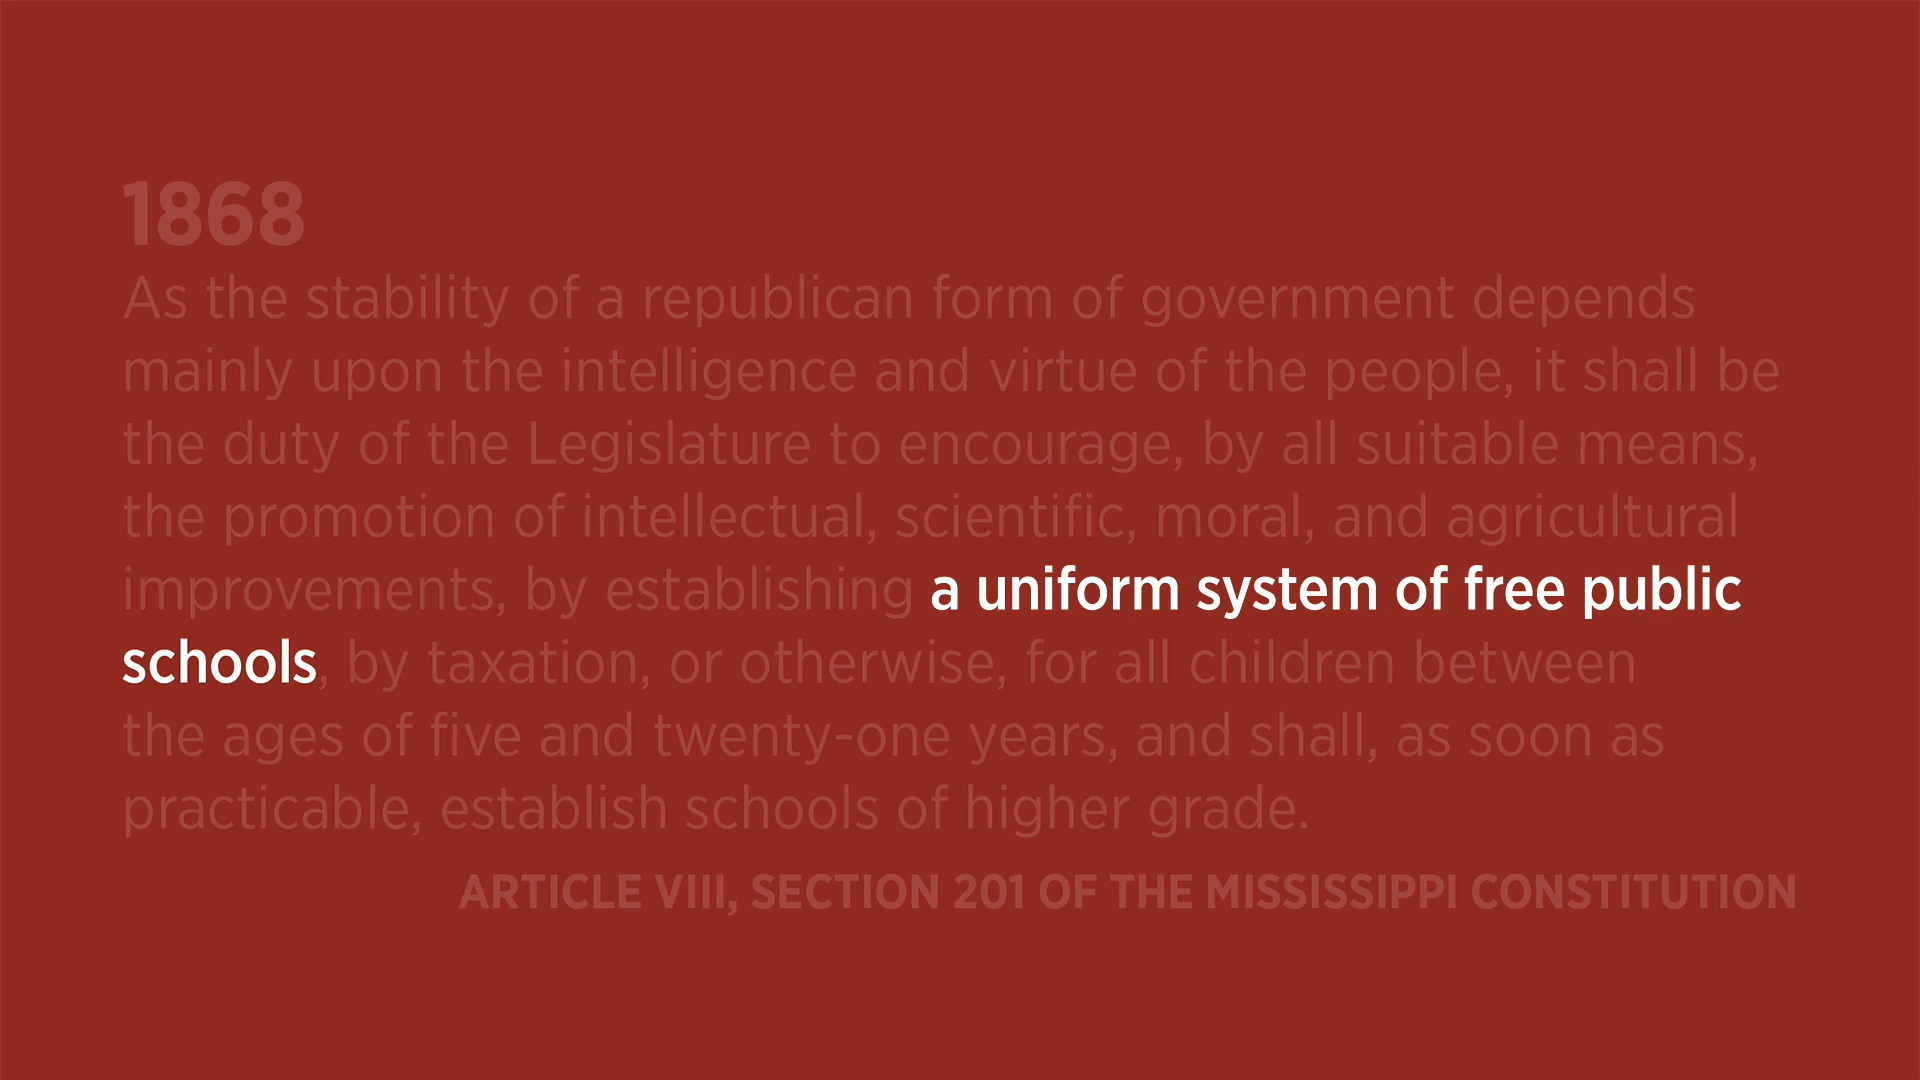 1868
As the stability of a republican form of government depends
mainly upon the intelligence and virtue of the people, it shall be
the duty of the Legislature to encourage, by all suitable means,
the promotion of intellectual, scientific, moral, and agricultural
improvements, by establishing a uniform system of free public
schools, by taxation, or otherwise, for all children between
the ages of five and twenty-one years, and shall, as soon as
practicable, establish schools of higher grade.
ARTICLE VIII, SECTION 201 OF THE MISSISSIPPI CONSTITUTION